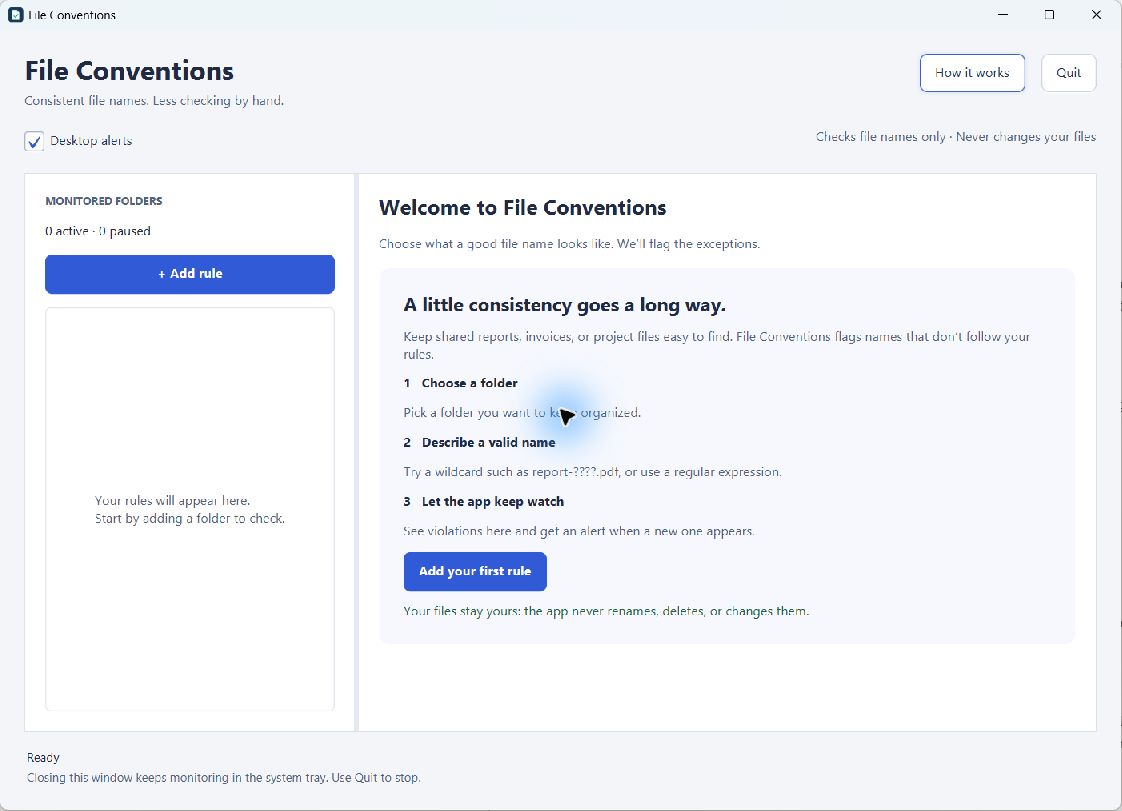 File Conventions
File Conventions
Consistent file names. Less checking by hand.
How it works
Quit
Desktop alerts
Checks file names only · Never changes your files
MONITORED FOLDERS
0 active · 0 paused
+ Add rule
Your rules will appear here.
Start by adding a folder to check.
Welcome to File Conventions
Choose what a good file name looks like. We'll flag the exceptions.
A little consistency goes a long way.
Keep shared reports, invoices, or project files easy to find. File Conventions flags names that don't follow your
rules.
1 Choose a folder
Pick a folder you want to organized.
2 Describe a valid name
Try a wildcard such as report-????.pdf, or use a regular expression.
3 Let the app keep watch
See violations here and get an alert when a new one appears.
Add your first rule
Your files stay yours: the app never renames, deletes, or changes them.
Ready
Closing this window keeps monitoring in the system tray. Use Quit to stop.